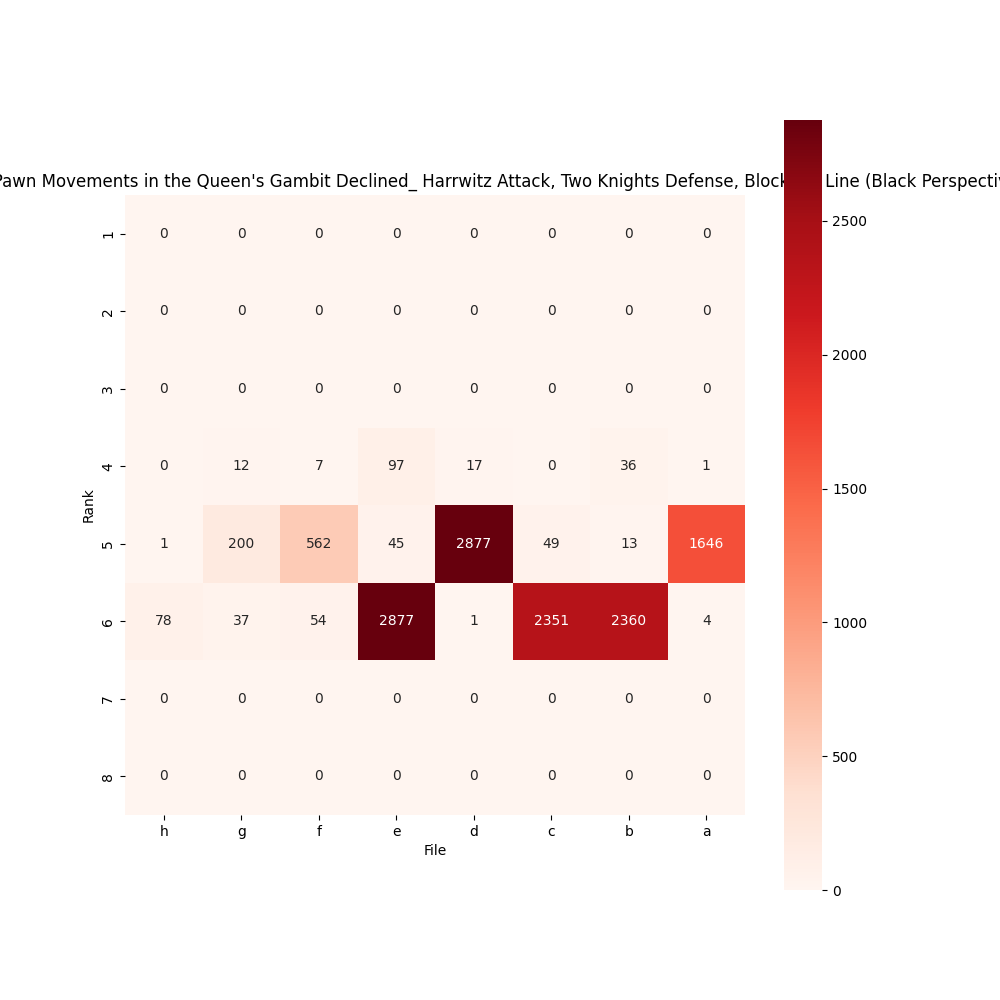 Pawn Movements in the Queen's Gambit Declined_ Harrwitz Attack, Two Knights Defense, Block Line (Black Perspectiv
1 0 0 0 0 0 0 0 0
2 0 0 0 0 0 0 0 0
3 0 0 0 0 0 0 0 0
4 0 12 7 97 17 0 36 1
5 1 200 562 45 2877 49 13 1646
6 78 37 54 2877 1 2351 2360 4
7 0 0 0 0 0 0 0 0
8 0 0 0 0 0 0 0 0
h g f e d c b a
File
Rank
2500
2000
1500
1000
500
0